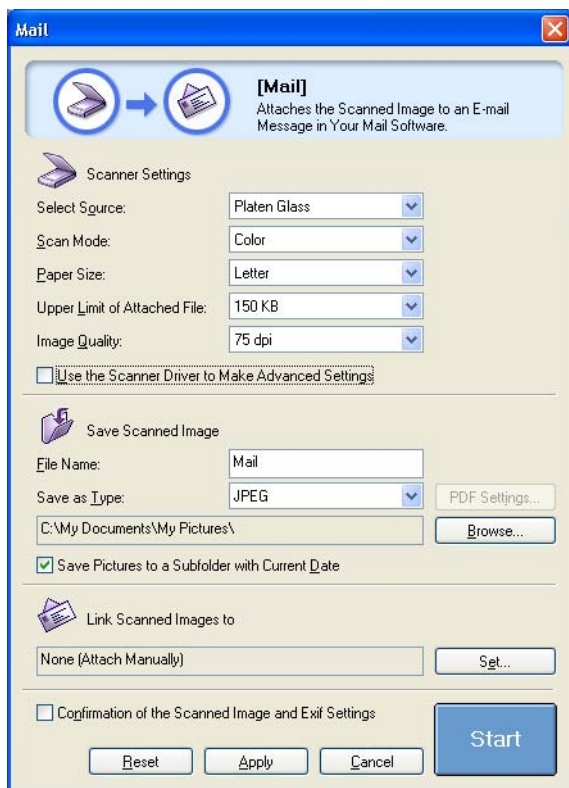 Mail
[Mail]
Attaches the Scanned Image to an E-mail
Message in Your Mail Software.
Scanner Settings
Select Source: Platen Glass
Scan Mode: Color
Paper Size: Letter
Upper Limit of Attached File: 150 KB
Image Quality: 75 dpi
Use the Scanner Driver to Make Advanced Settings
Save Scanned Image
File Name: Mail
Save as Type: JPEG PDF Settings...
C:\My Documents\My Pictures\ Browse...
Save Pictures to a Subfolder with Current Date
Link Scanned Images to
None (Attach Manually) Set...
Confirmation of the Scanned Image and Exif Settings
Start
Reset Apply Cancel